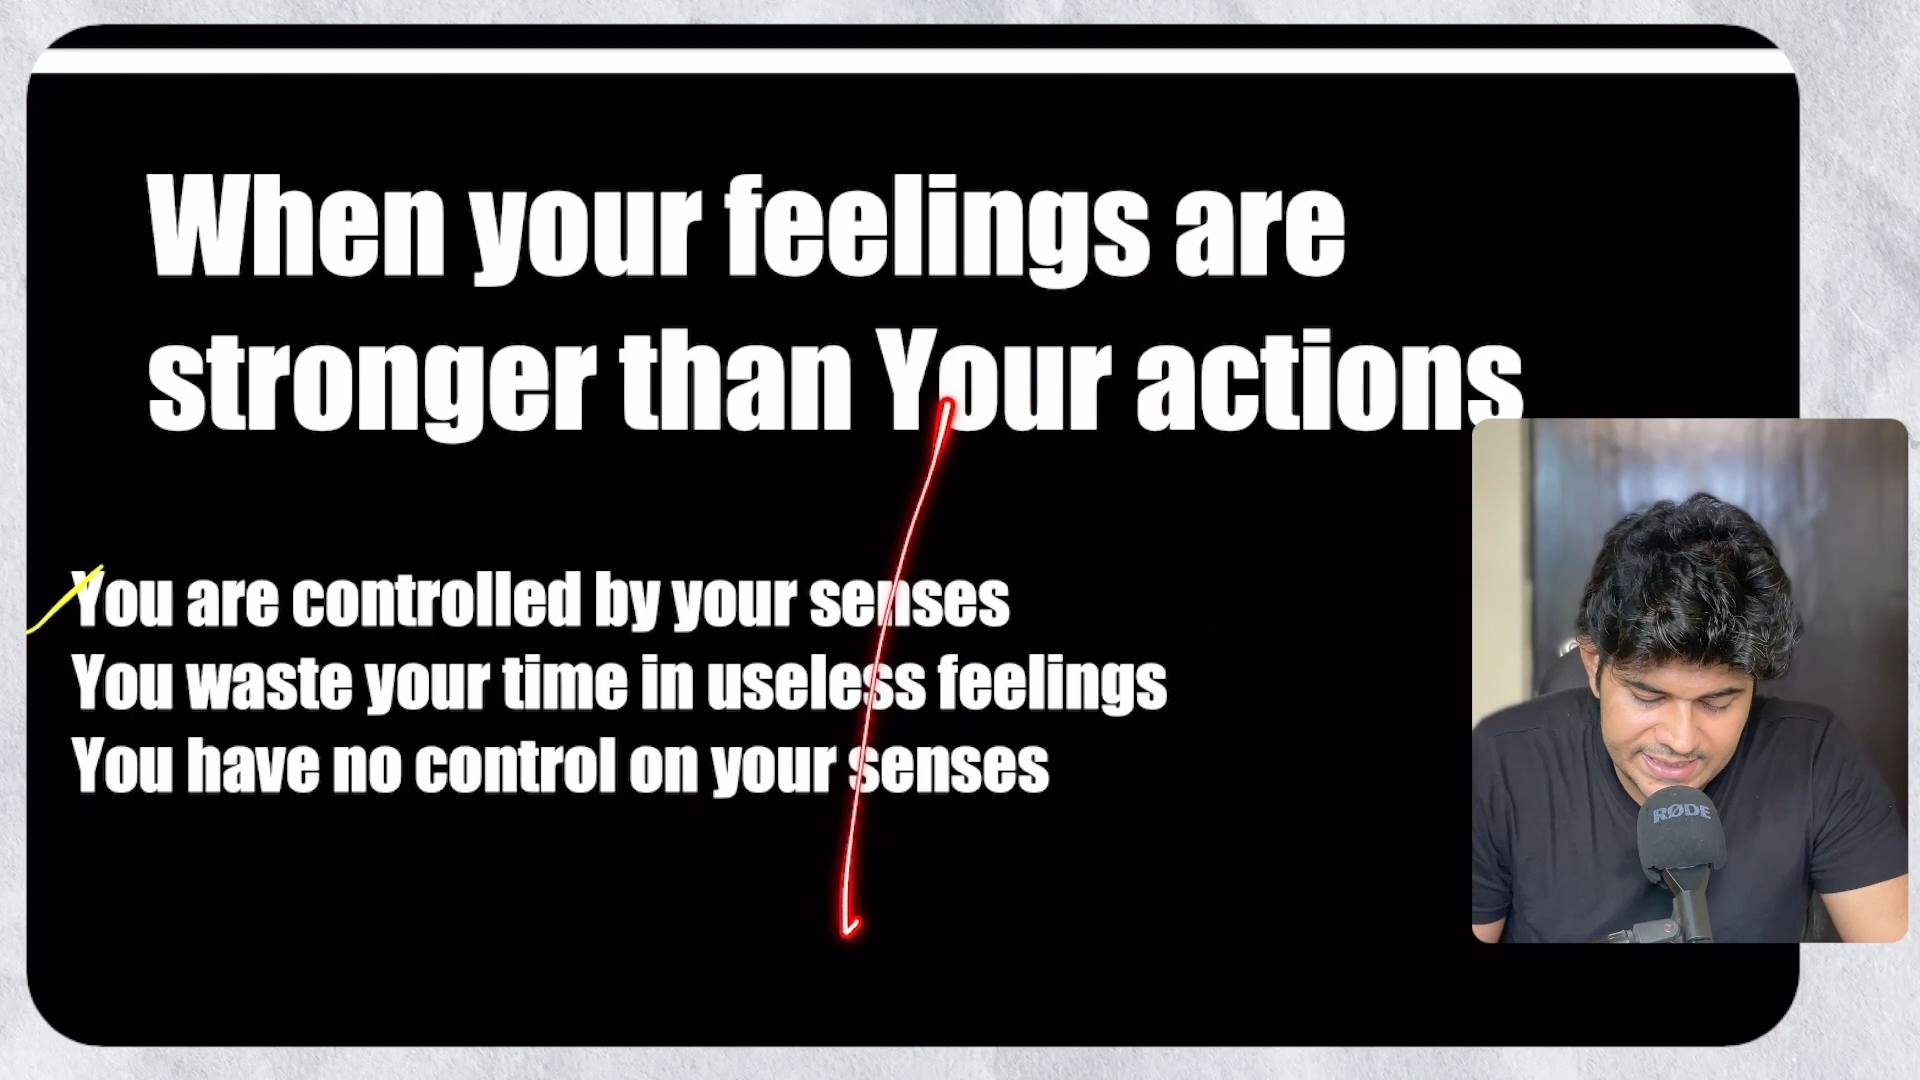 When your feelings are
stronger than Your actions
You are controlled by your senses
You waste your time in useless feelings
You have no control on your senses
RØDE